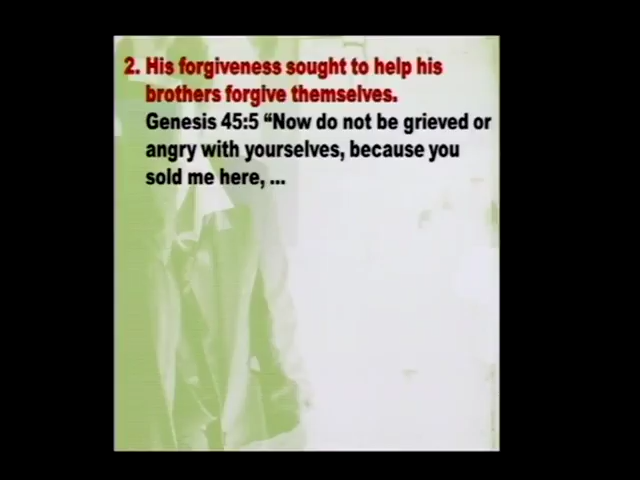 2. His forgiveness sought to help his
brothers forgive themselves.
Genesis 45:5 “Now do not be grieved or
angry with yourselves, because you
sold me here, ...